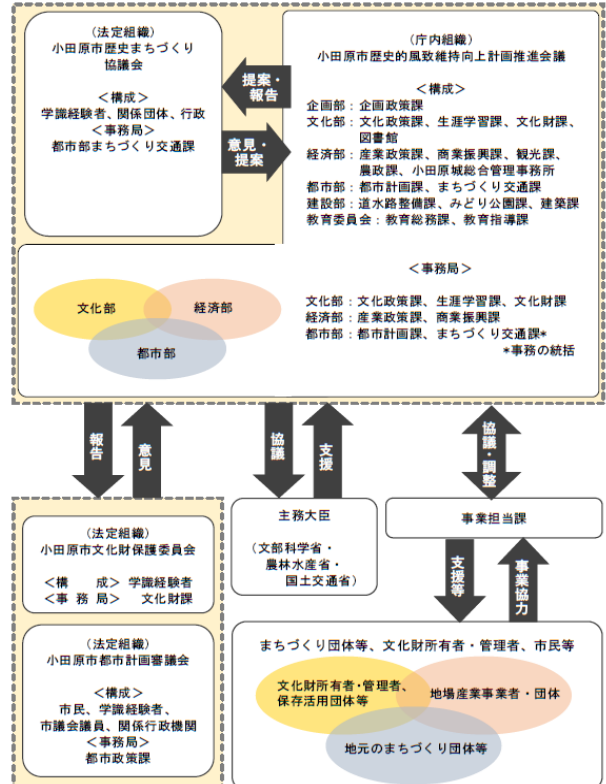 (法定組織)
小田原市歴史まちづくり
協議会
<構成>
学識経験者、関係団体、行政
<事務局>
都市部まちづくり交通課
提案・
報告
意見・
提案
(庁内組織)
小田原市歴史的風致維持向上計画推進会議
<構成>
企画部：企画政策課
文化部：文化政策課、生涯学習課、文化財課、
図書館
経済部：産業政策課、商業振興課、観光課、
農政課、小田原城総合管理事務所
都市部：都市計画課、まちづくり交通課
建設部：道水路整備課、みどり公園課、建築課
教育委員会：教育総務課、教育指導課
<事務局>
文化部：文化政策課、生涯学習課、文化財課
経済部：産業政策課、商業振興課
都市部：都市計画課、まちづくり交通課*
*事務の統括
文化部
経済部
都市部
報告
意見
協議
支援
協議・調整
(法定組織)
小田原市文化財保護委員会
<構　成> 学識経験者
<事務局> 文化財課
(法定組織)
小田原市都市計画審議会
<構成>
市民、学識経験者、
市議会議員、関係行政機関
<事務局>
都市政策課
主務大臣
(文部科学省・
農林水産省・
国土交通省)
事業担当課
支援等
事業協力
まちづくり団体等、文化財所有者・管理者、市民等
文化財所有者・管理者、
保存活用団体等
地場産業事業者・団体
地元のまちづくり団体等